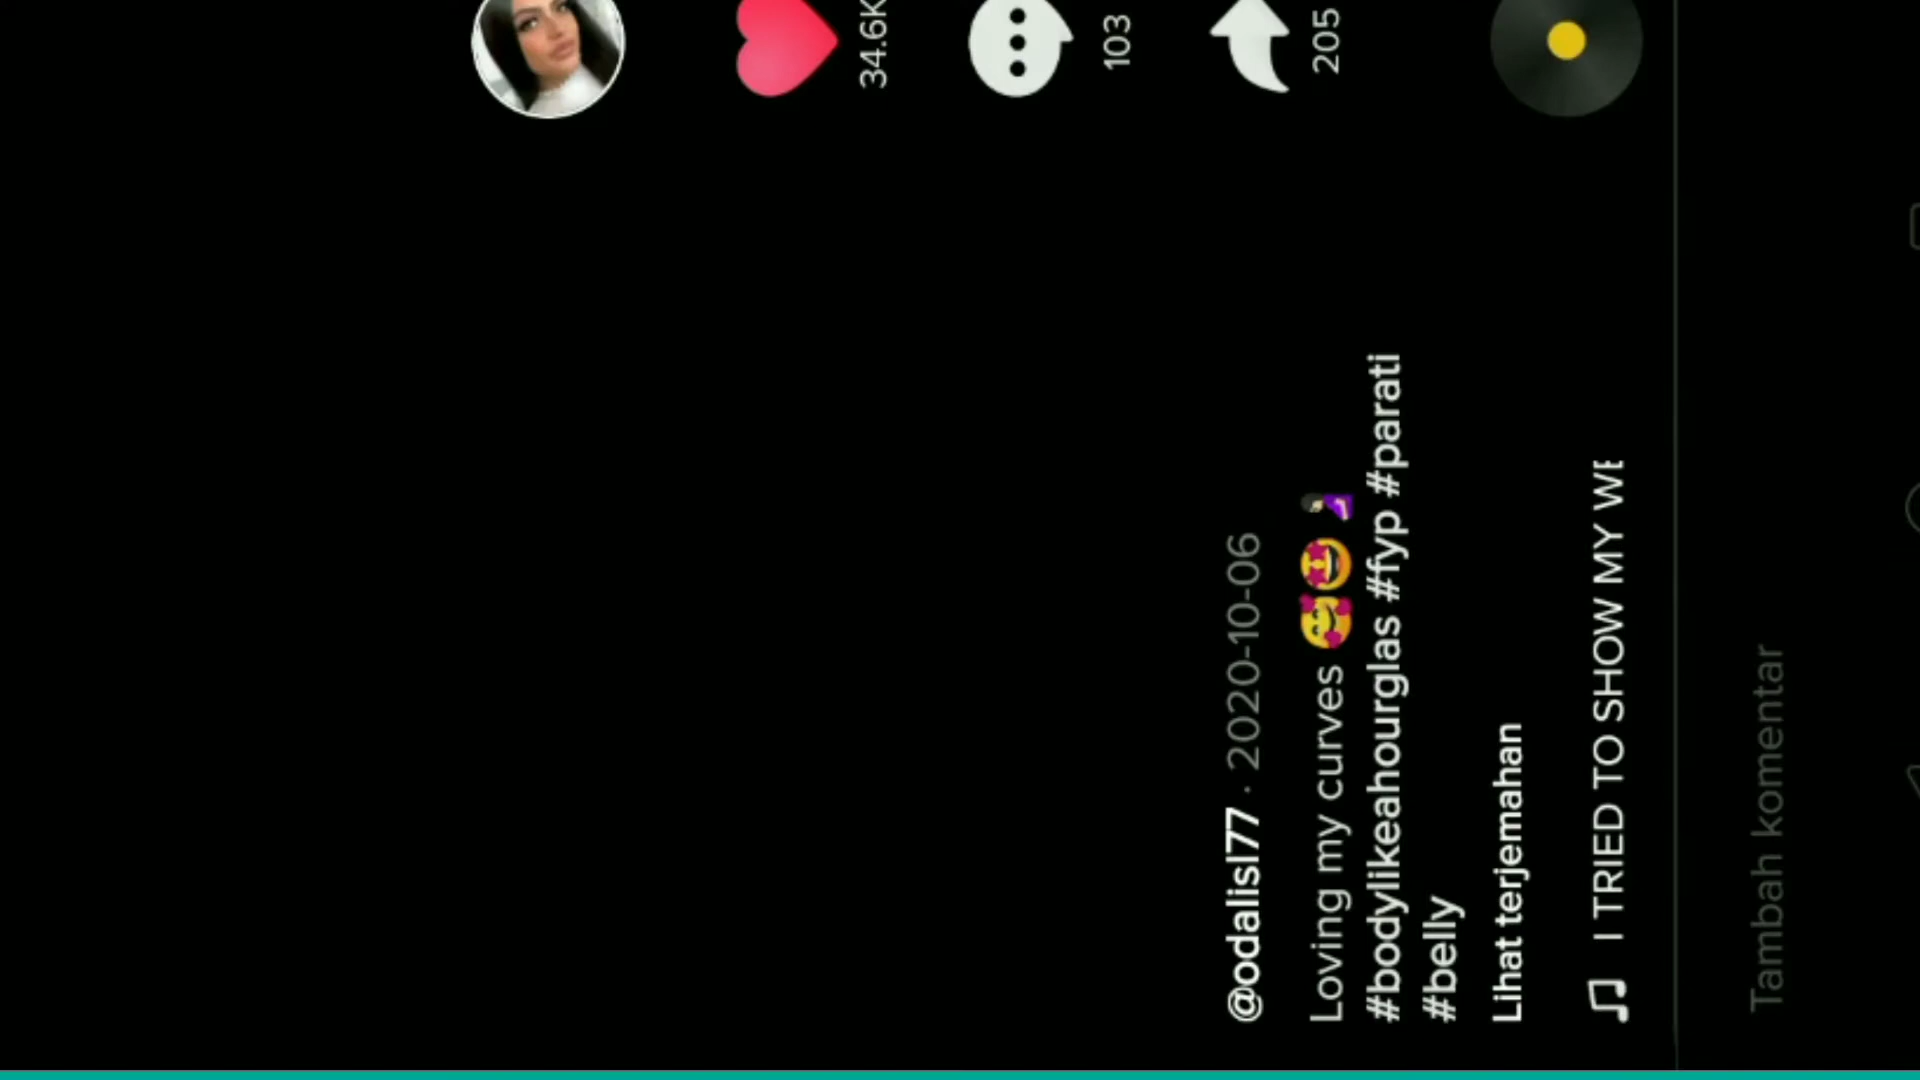 34.6K
103
205
@odalisl77 · 2020-10-06
Loving my curves 🥰🤩🤰🏻
#bodylikeahourglas #fyp #parati
#belly
Lihat terjemahan
I TRIED TO SHOW MY WE
Tambah komentar